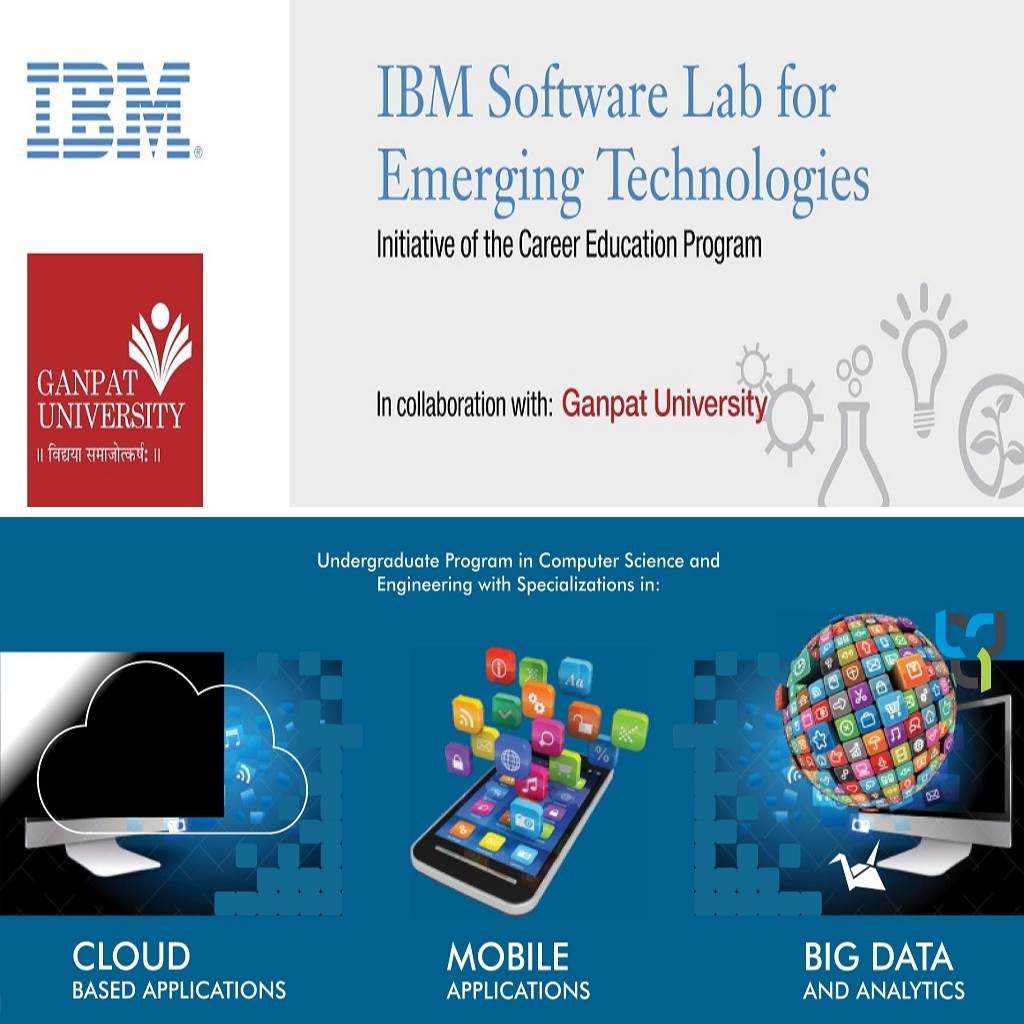 IBM®
IBM Software Lab for
Emerging Technologies
Initiative of the Career Education Program
GANPAT
UNIVERSITY
॥ विद्यया समाजोत्कर्षः ॥
In collaboration with: Ganpat University
Undergraduate Program in Computer Science and
Engineering with Specializations in:
Aa
%
CLOUD
BASED APPLICATIONS
MOBILE
APPLICATIONS
BIG DATA
AND ANALYTICS